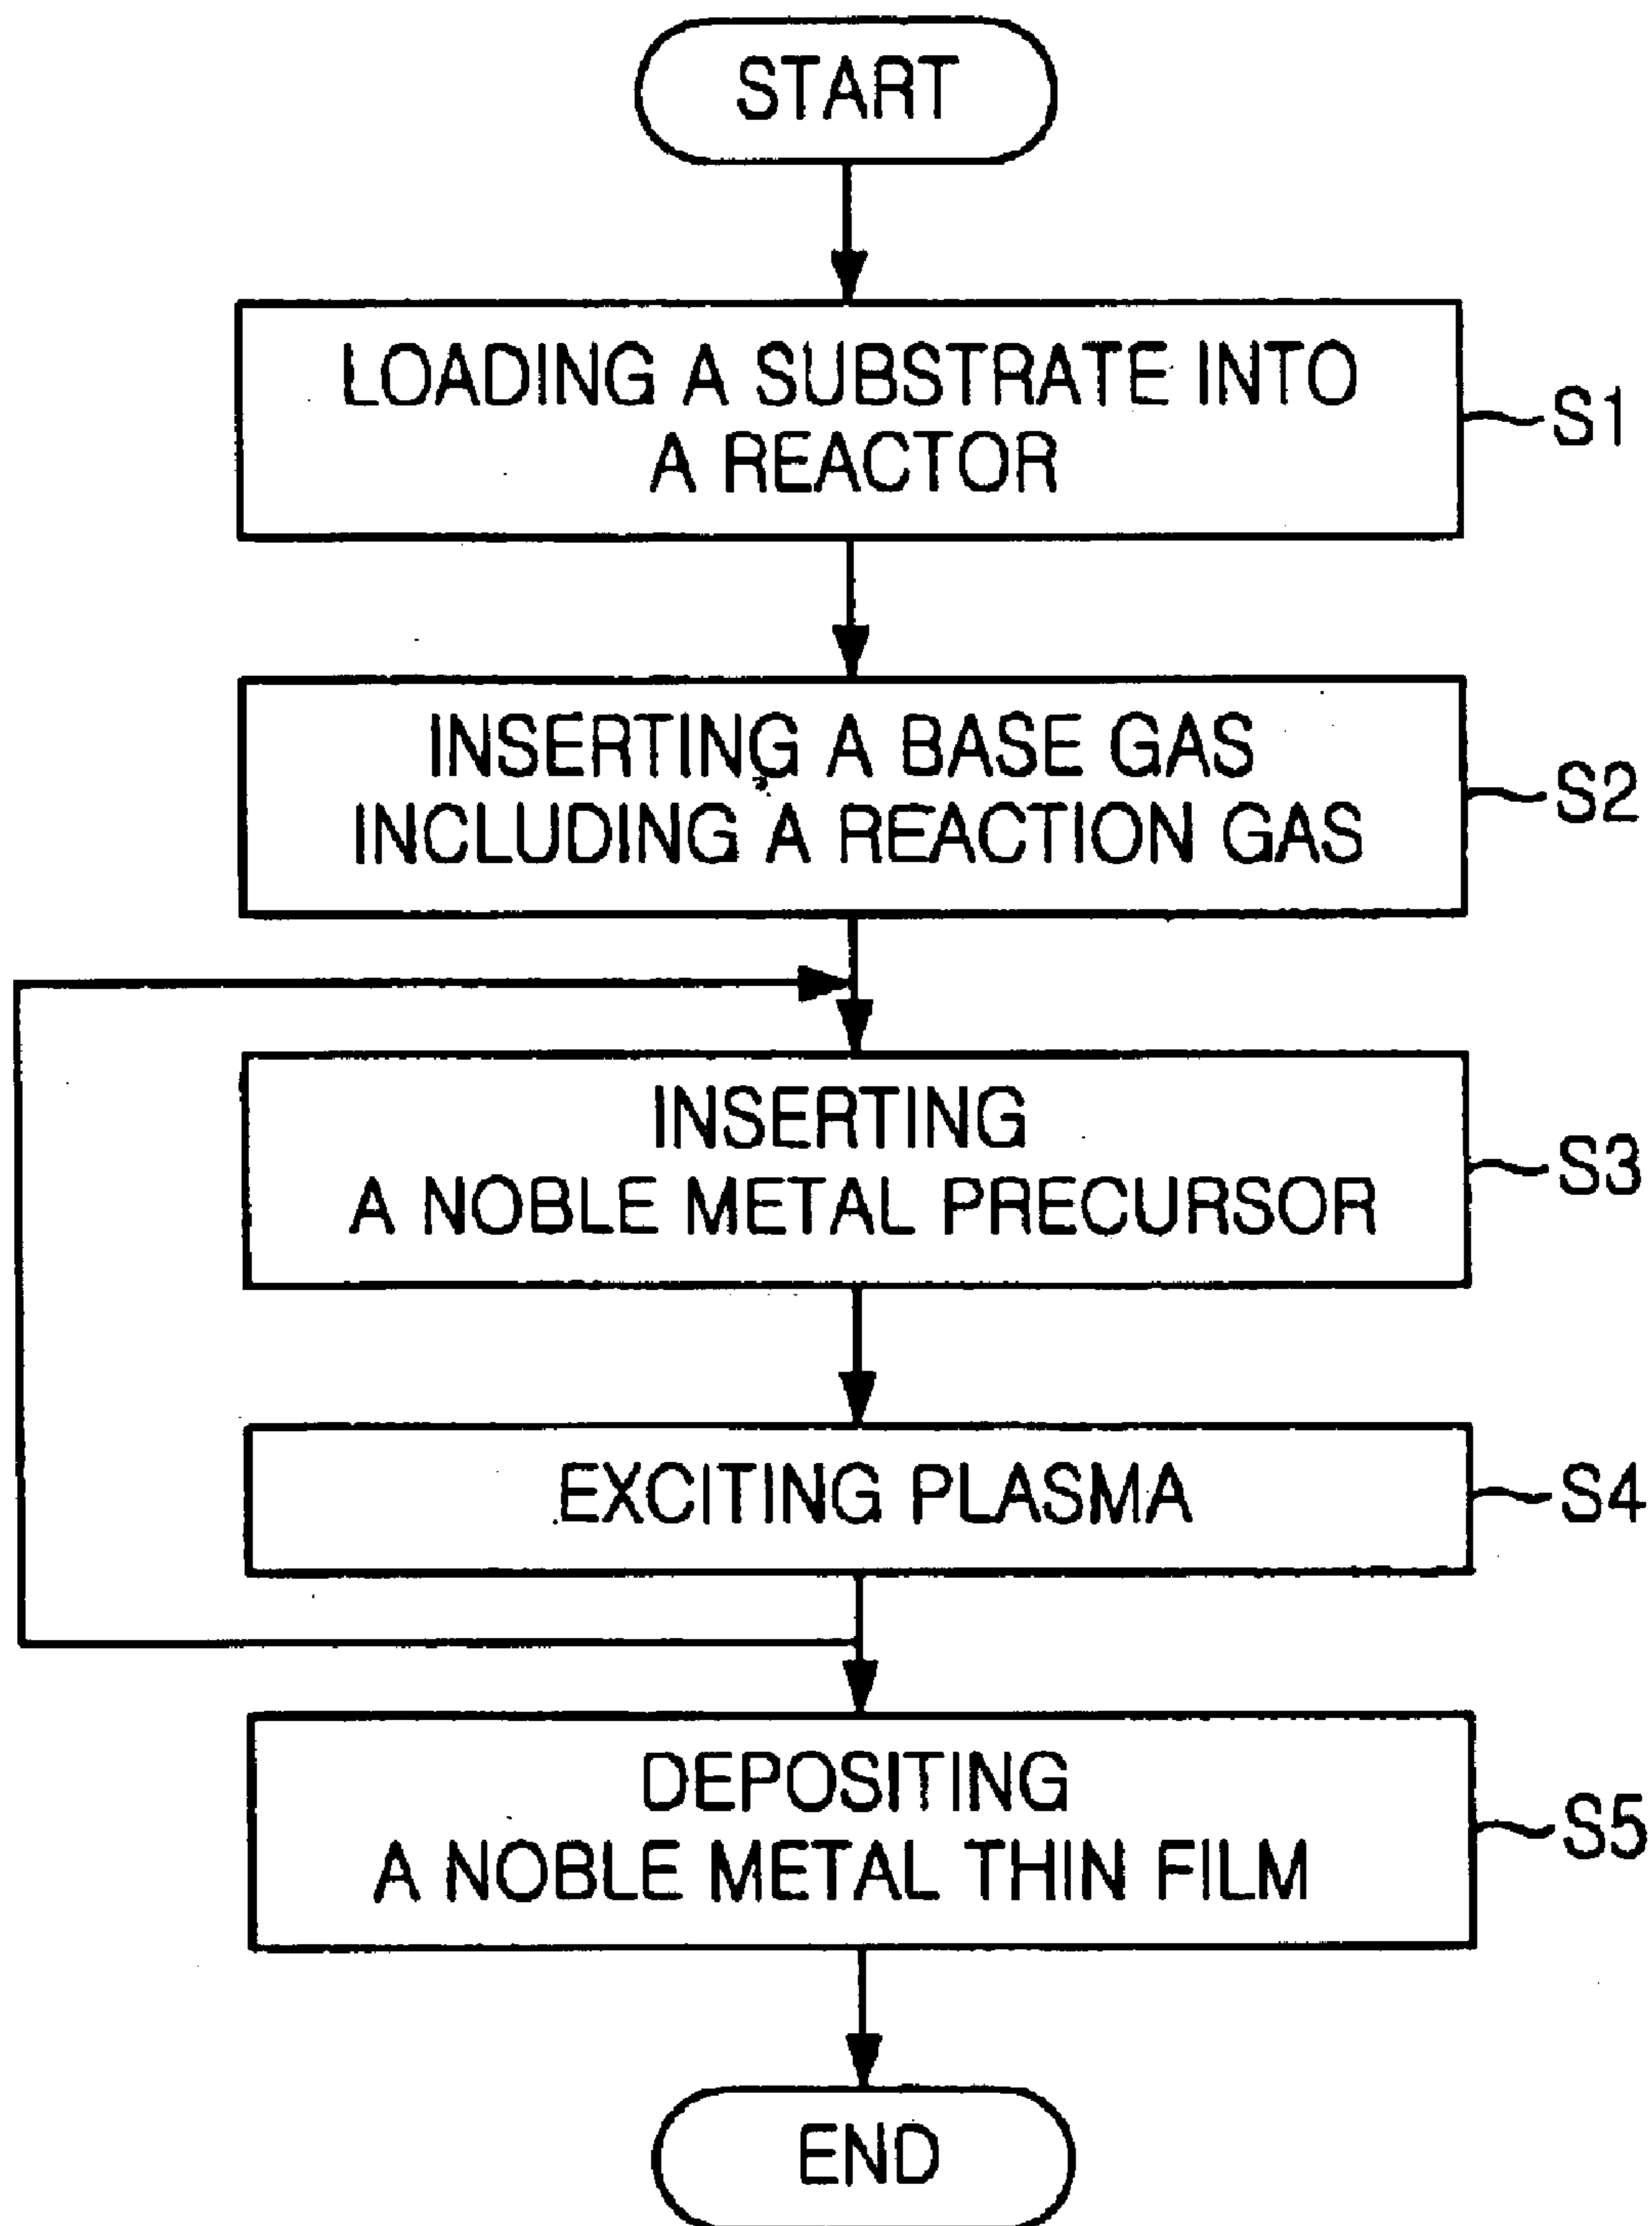 START
LOADING A SUBSTRATE INTO
A REACTOR
S1
INSERTING A BASE GAS
INCLUDING A REACTION GAS
S2
INSERTING
A NOBLE METAL PRECURSOR
S3
EXCITING PLASMA
S4
DEPOSITING
A NOBLE METAL THIN FILM
S5
END